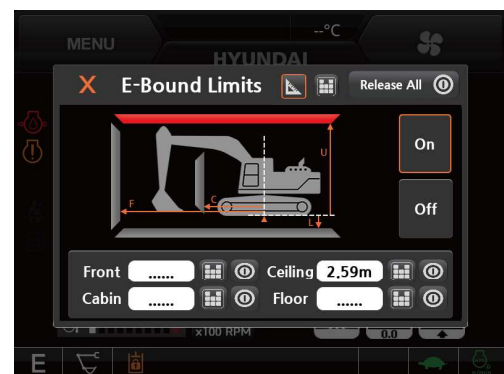 --°C
MENU
HYUNDAI
X E-Bound Limits Release All
On
U
F C
L
Off
Front ...... Ceiling 2.59m
Cabin ...... Floor ......
x100 RPM 0.0
E